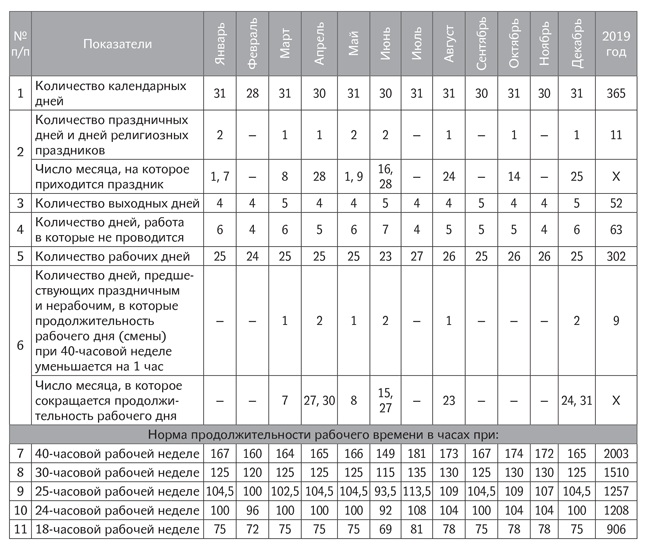 № п/п Показатели Январь Февраль Март Апрель Май Июнь Июль Август Сентябрь Октябрь Ноябрь Декабрь 2019 год
1 Количество календарных дней 31 28 31 30 31 30 31 31 30 31 30 31 365
2 Количество праздничных дней и дней религиозных праздников 2 – 1 1 2 2 – 1 – 1 – 1 11
Число месяца, на которое приходится праздник 1, 7 – 8 28 1, 9 16, 28 – 24 – 14 – 25 X
3 Количество выходных дней 4 4 5 4 4 5 4 4 5 4 4 5 52
4 Количество дней, работа в которые не проводится 6 4 6 5 6 7 4 5 5 5 4 6 63
5 Количество рабочих дней 25 24 25 25 25 23 27 26 25 26 26 25 302
6 Количество дней, предше-
ствующих праздничным
и нерабочим, в которые
продолжительность
рабочего дня (смены)
при 40-часовой неделе
уменьшается на 1 час – – 1 2 1 2 – 1 – – – 2 9
Число месяца, в которое
сокращается продолжи-
тельность рабочего дня – – 7 27, 30 8 15, 27 – 23 – – – 24, 31 X
Норма продолжительности рабочего времени в часах при:
7 40-часовой рабочей неделе 167 160 164 165 166 149 181 173 167 174 172 165 2003
8 30-часовой рабочей неделе 125 120 125 125 125 115 135 130 125 130 130 125 1510
9 25-часовой рабочей неделе 104,5 100 102,5 104,5 104,5 93,5 113,5 109 104,5 109 107 104,5 1257
10 24-часовой рабочей неделе 100 96 100 100 100 92 108 104 100 104 104 100 1208
11 18-часовой рабочей неделе 75 72 75 75 75 69 81 78 75 78 78 75 906